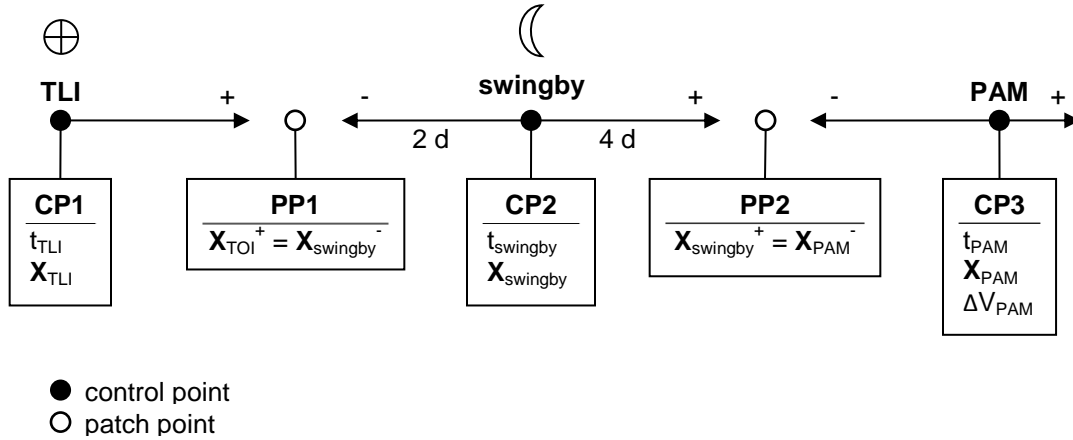 TLI
swingby
PAM
+
-
+
-
+
2 d
4 d
CP1
t_TLI
X_TLI
PP1
X_TOI^+ = X_swingby^-
CP2
t_swingby
X_swingby
PP2
X_swingby^+ = X_PAM^-
CP3
t_PAM
X_PAM
ΔV_PAM
control point
patch point